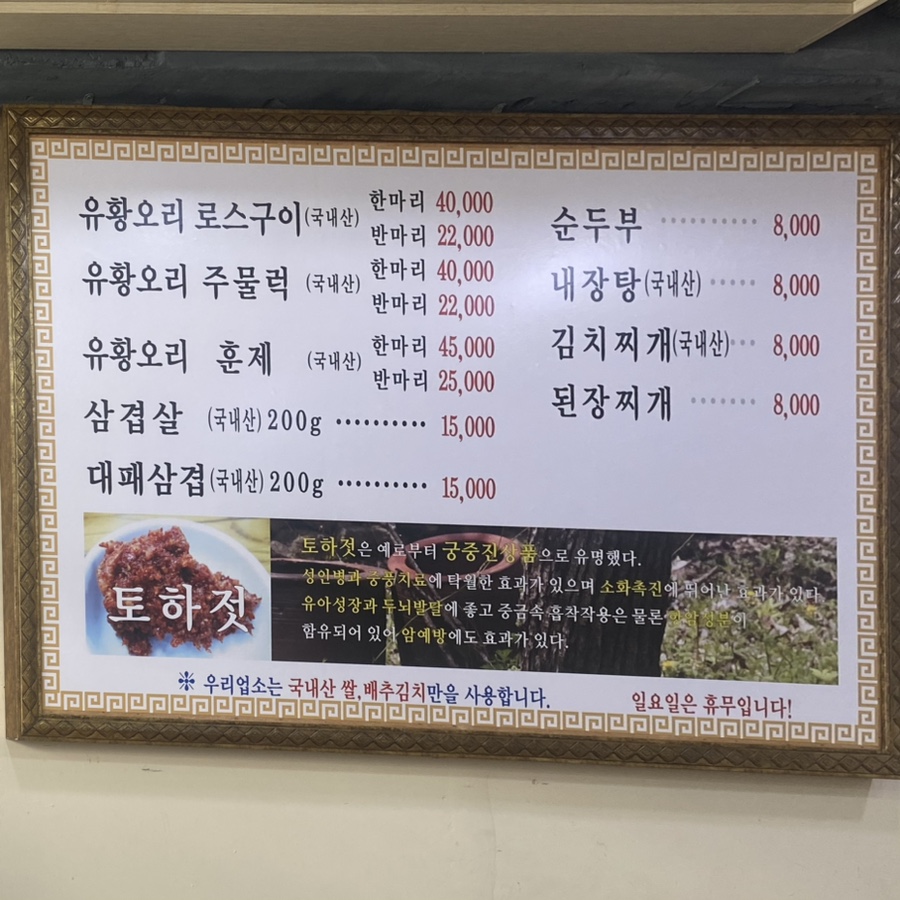 유황오리 로스구이(국내산) 한마리 40,000
반마리 22,000
유황오리 주물럭 (국내산) 한마리 40,000
반마리 22,000
유황오리 훈제 (국내산) 한마리 45,000
반마리 25,000
삼겹살 (국내산) 200g ·········· 15,000
대패삼겹(국내산) 200g ·········· 15,000
순두부 ·········· 8,000
내장탕(국내산) ····· 8,000
김치찌개(국내산)··· 8,000
된장찌개 ······· 8,000
토하젓
토하젓은 예로부터 궁중진상품으로 유명했다.
성인병과 중풍치료에 탁월한 효과가 있으며 소화촉진에 뛰어난 효과가 있다
유아성장과 두뇌발달에 좋고 중금속 흡착작용은 물론 항암성분이
함유되어 있어 암예방에도 효과가 있다.
❉ 우리업소는 국내산 쌀,배추김치만을 사용합니다.
일요일은 휴무입니다!